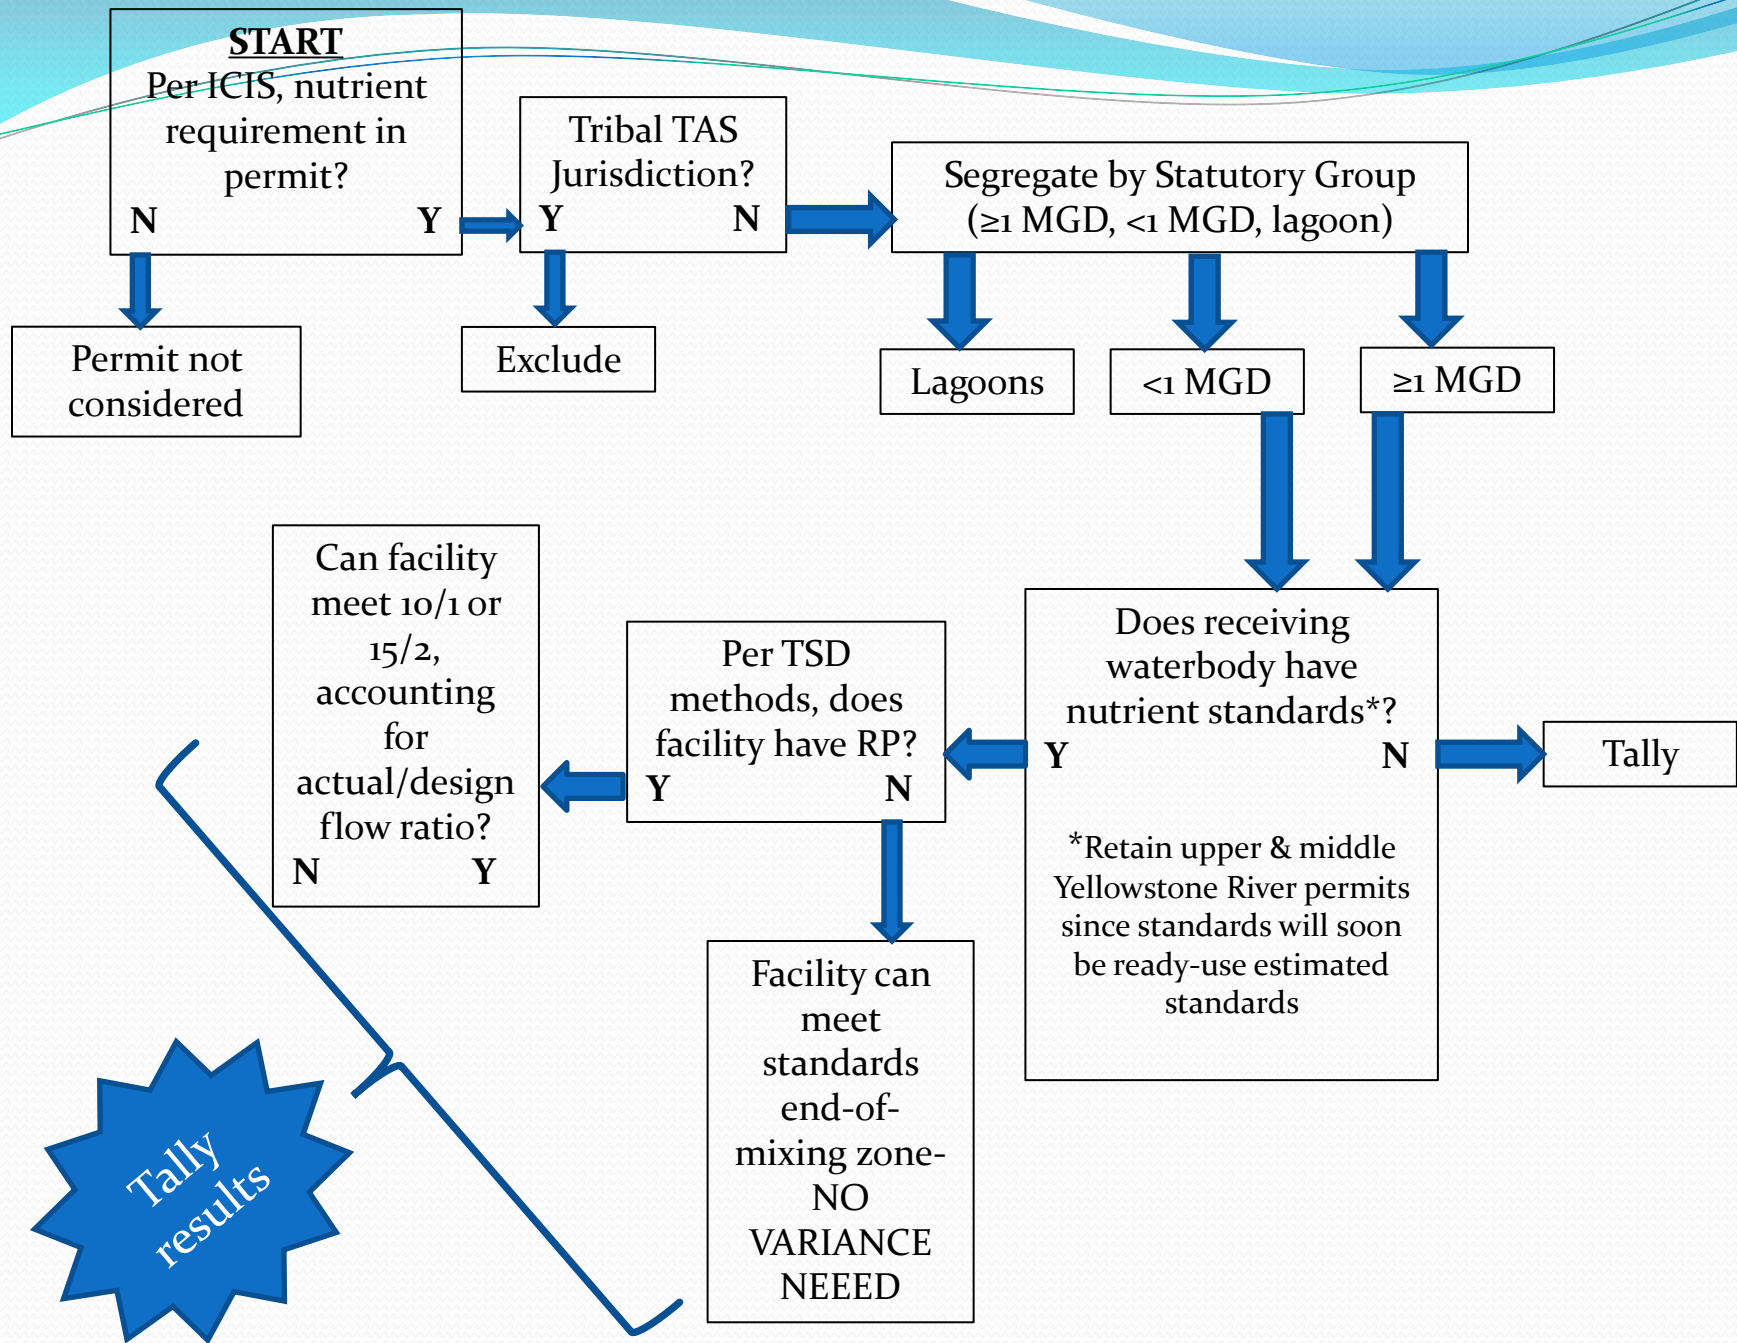 START
Per ICIS, nutrient
requirement in
permit?
N Y
Tribal TAS
Jurisdiction?
Y N
Segregate by Statutory Group
(≥1 MGD, <1 MGD, lagoon)
Permit not
considered
Exclude
Lagoons
<1 MGD
≥1 MGD
Does receiving
waterbody have
nutrient standards*?
Y N
*Retain upper & middle
Yellowstone River permits
since standards will soon
be ready-use estimated
standards
Tally
Per TSD
methods, does
facility have RP?
Y N
Can facility
meet 10/1 or
15/2,
accounting
for
actual/design
flow ratio?
N Y
Facility can
meet
standards
end-of-
mixing zone-
NO
VARIANCE
NEEED
Tally
results